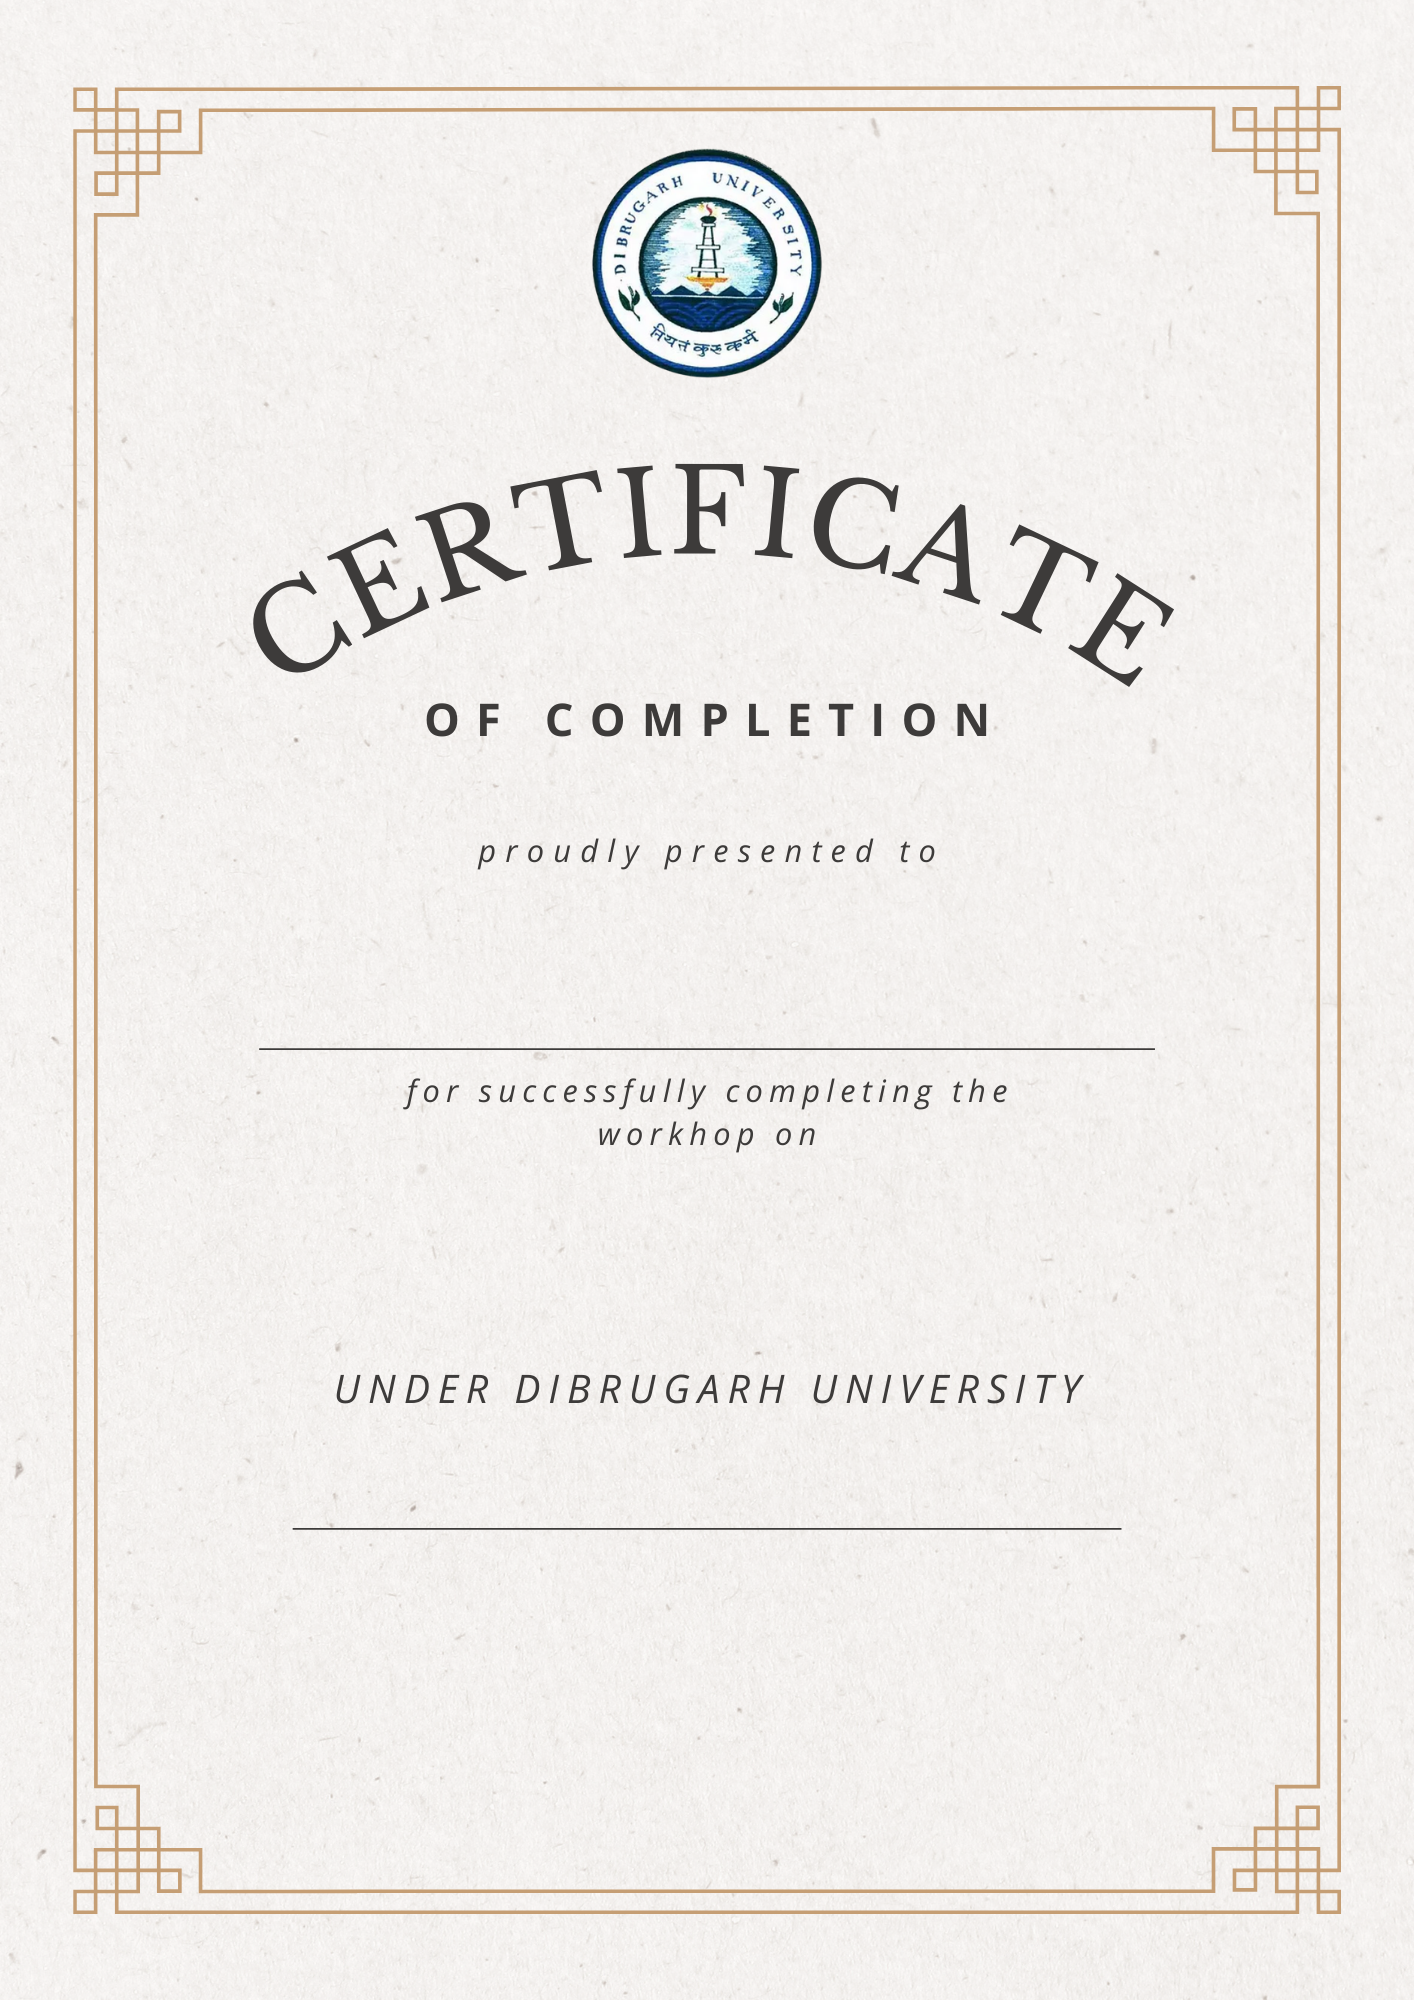 DIBRUGARH UNIVERSITY
नियतं कुरु कर्म
CERTIFICATE
OF COMPLETION
proudly presented to
for successfully completing the
workhop on
UNDER DIBRUGARH UNIVERSITY